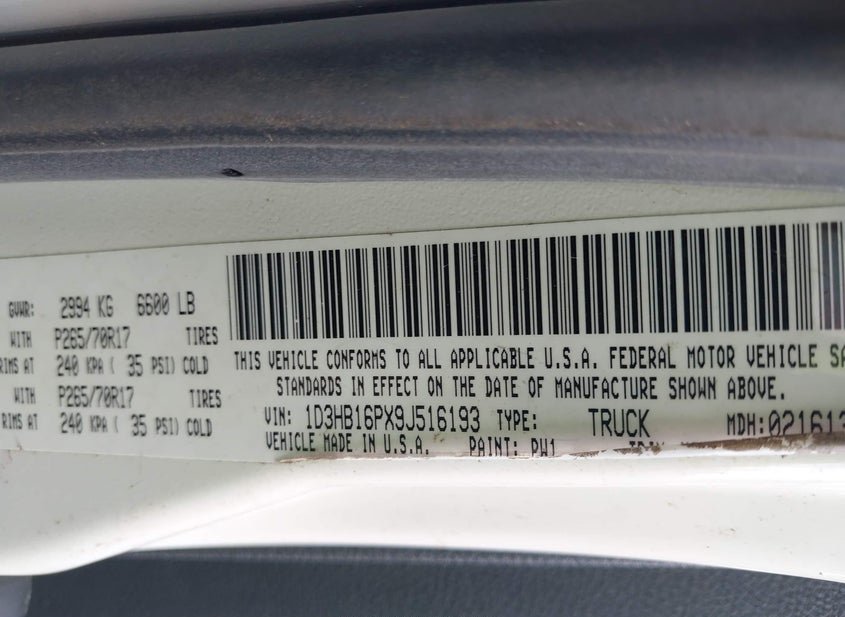 GVWR: 2994 KG 6600 LB
WITH P265/70R17 TIRES
RIMS AT 240 KPA ( 35 PSI) COLD
WITH P265/70R17 TIRES
RIMS AT 240 KPA ( 35 PSI) COLD
THIS VEHICLE CONFORMS TO ALL APPLICABLE U.S.A. FEDERAL MOTOR VEHICLE SA
STANDARDS IN EFFECT ON THE DATE OF MANUFACTURE SHOWN ABOVE.
VIN: 1D3HB16PX9J516193 TYPE: TRUCK MDH:021613
VEHICLE MADE IN U.S.A. PAINT: PW1